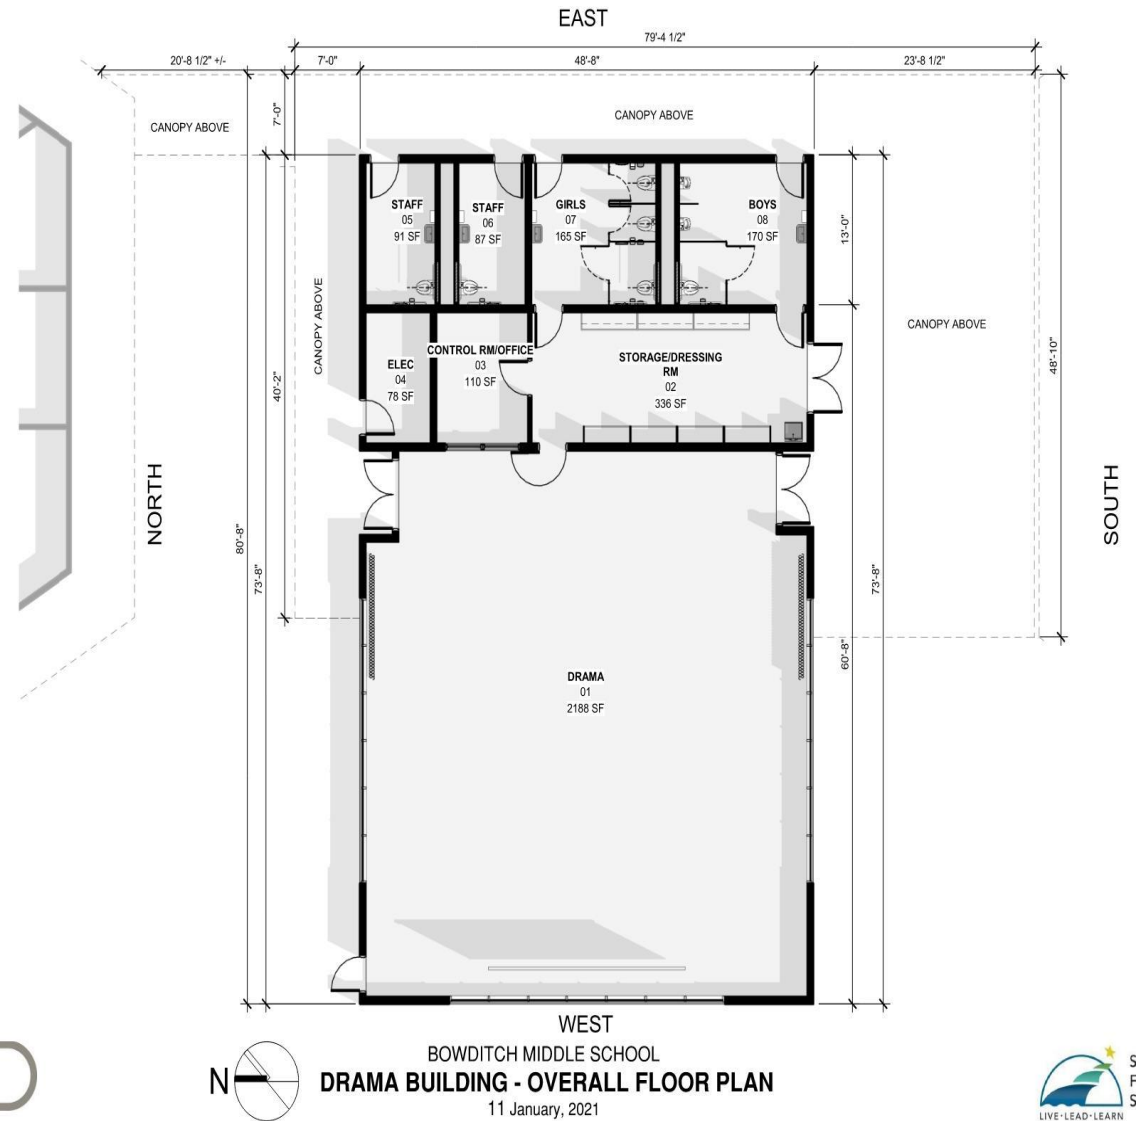 EAST
79'-4 1/2"
20'-8 1/2" +/-
7'-0"
48'-8"
23'-8 1/2"
CANOPY ABOVE
7'-0"
CANOPY ABOVE
STAFF
05
91 SF
STAFF
06
87 SF
GIRLS
07
165 SF
BOYS
08
170 SF
13'-0"
CANOPY ABOVE
CANOPY ABOVE
40'-2"
ELEC
04
78 SF
CONTROL RM/OFFICE
03
110 SF
STORAGE/DRESSING
RM
02
336 SF
48'-10"
NORTH
SOUTH
80'-8"
73'-8"
73'-8"
60'-8"
DRAMA
01
2188 SF
WEST
BOWDITCH MIDDLE SCHOOL
N
DRAMA BUILDING - OVERALL FLOOR PLAN
11 January, 2021
S
F
S
LIVE·LEAD·LEARN